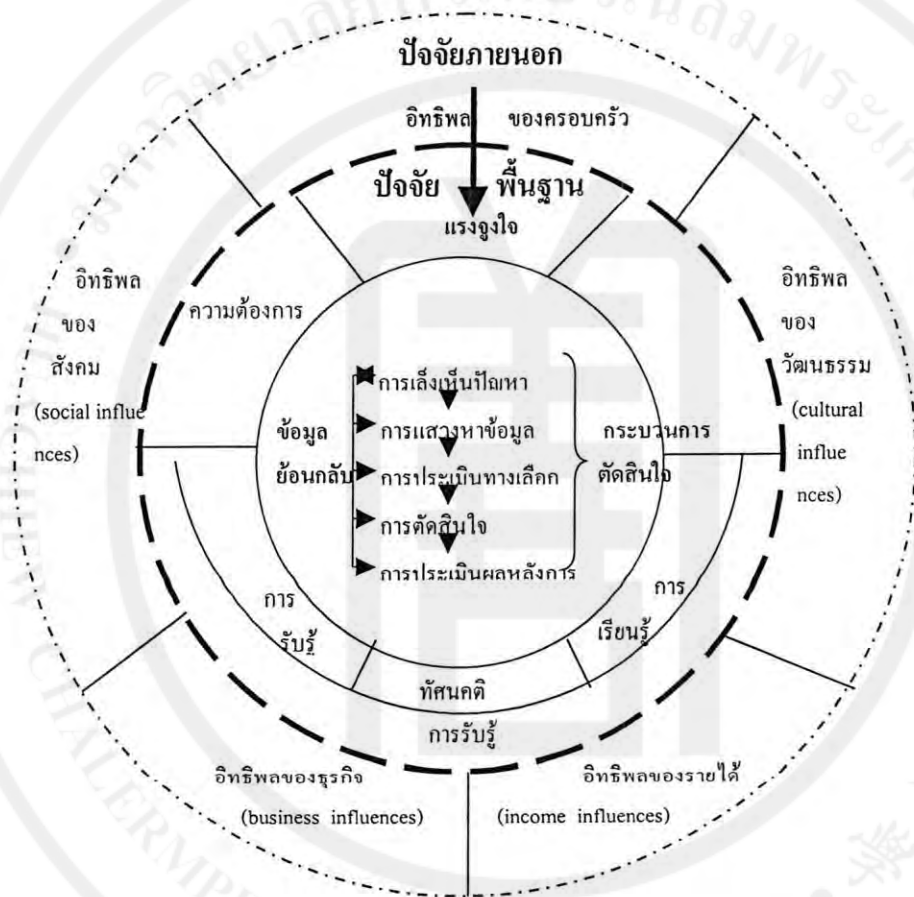 ปัจจัยภายนอก
อิทธิพล ของครอบครัว
ปัจจัย พื้นฐาน
แรงจูงใจ
ความต้องการ
อิทธิพล
ของ
สังคม
(social influe
nces)
อิทธิพล
ของ
วัฒนธรรม
(cultural
influe
nces)
ข้อมูล
ย้อนกลับ
การเล็งเห็นปัญหา
การแสวงหาข้อมูล
การประเมินทางเลือก
การตัดสินใจ
การประเมินผลหลังการ
กระบวนการ
ตัดสินใจ
การ
รับรู้
การ
เรียนรู้
ทัศนคติ
การรับรู้
อิทธิพลของธุรกิจ
(business influences)
อิทธิพลของรายได้
(income influences)